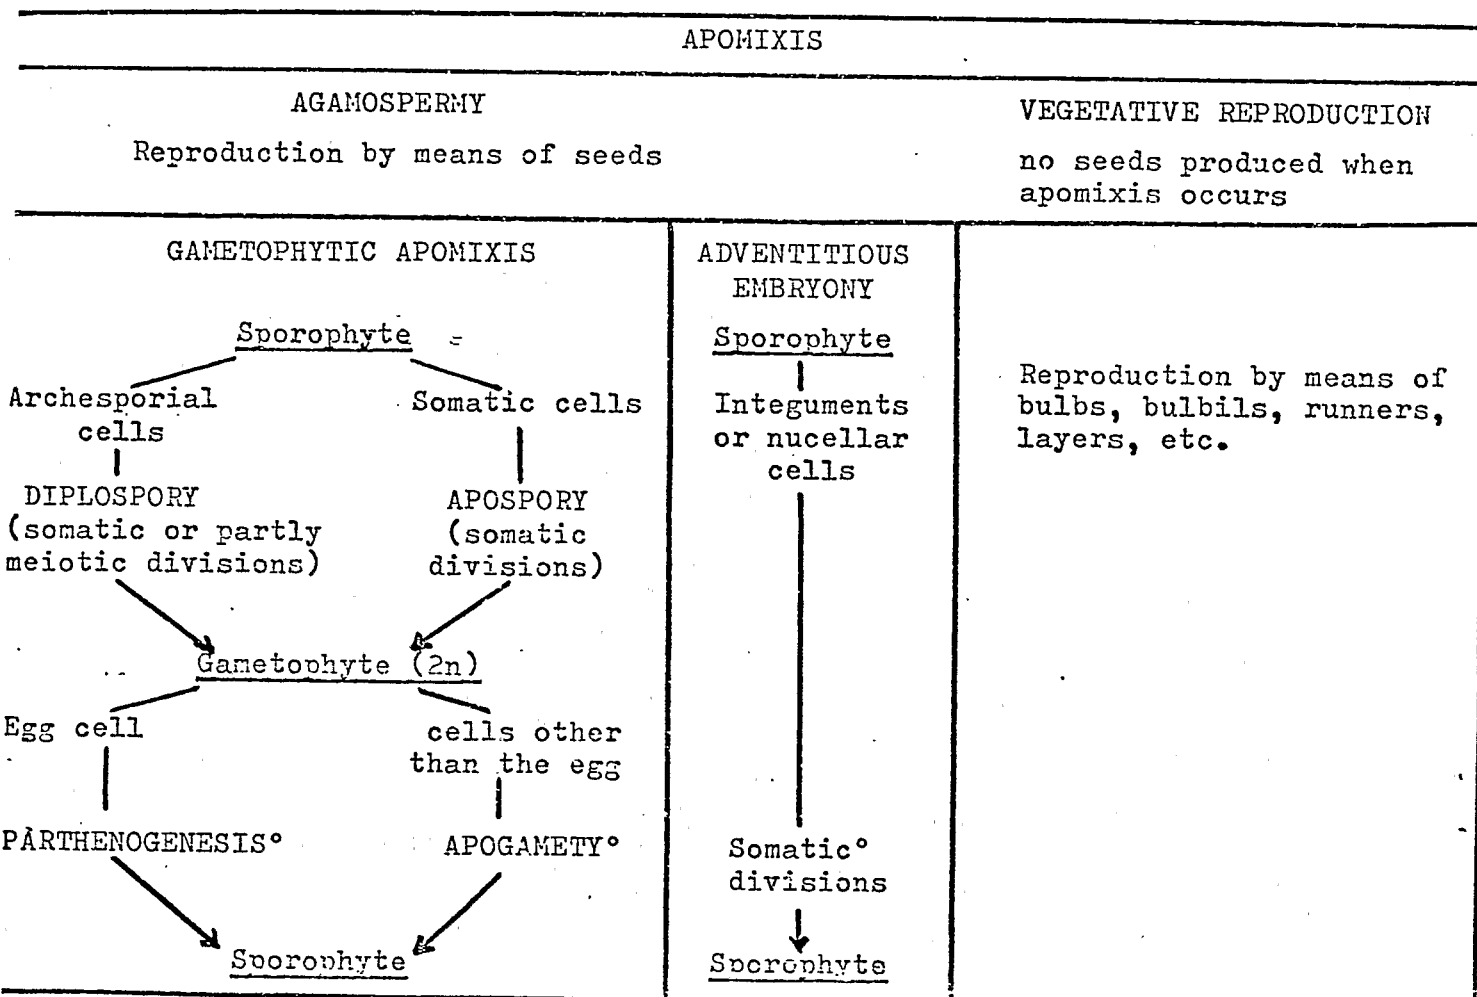 APOMIXIS
AGAMOSPERMY
Reproduction by means of seeds
VEGETATIVE REPRODUCTION
no seeds produced when
apomixis occurs
GAMETOPHYTIC APOMIXIS
Sporophyte
Archesporial
cells
Somatic cells
DIPLOSPORY
(somatic or partly
meiotic divisions)
APOSPORY
(somatic
divisions)
Gametophyte (2n)
Egg cell
cells other
than the egg
PARTHENOGENESIS°
APOGAMETY°
Sporophyte
ADVENTITIOUS
EMBRYONY
Sporophyte
Integuments
or nucellar
cells
Somatic°
divisions
Sporophyte
Reproduction by means of
bulbs, bulbils, runners,
layers, etc.